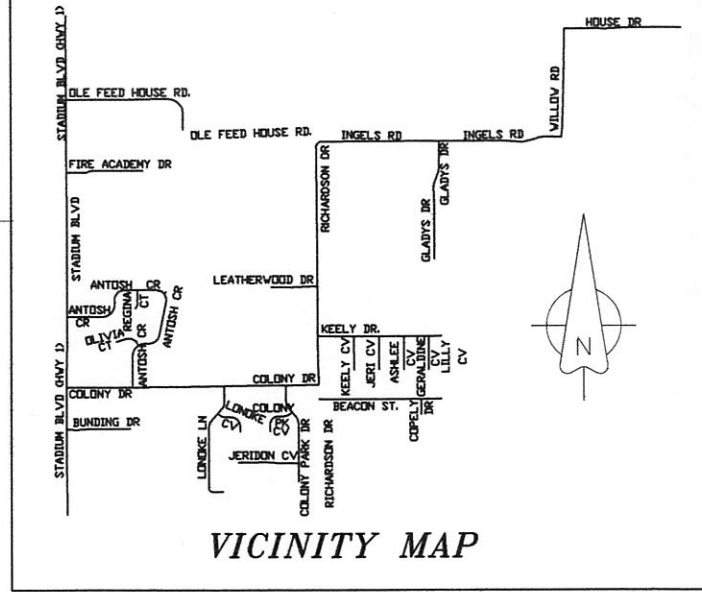 HOUSE DR
STADIUM BLVD (HWY 1)
WILLOW RD
OLE FEED HOUSE RD.
OLE FEED HOUSE RD.
INGELS RD
INGELS RD
FIRE ACADEMY DR
RICHARDSON DR
GLADYS DR
GLADYS DR
STADIUM BLVD
LEATHERWOOD DR
ANTOSH CR
REGINA CT
ANTOSH CR
ANTOSH CR
OLIVIA CT
ANTOSH CR
KEELY DR.
KEELY CV
JERI CV
ASHLEE CV
GERALDINE CV
LILLY CV
N
STADIUM BLVD (HWY 1)
COLONY DR
COLONY DR
BEACON ST.
COPELY DR
BUNDING DR
LONOKE CV
COLONY PK CV
LONOKE LN
JERIDON CV
COLONY PARK DR
RICHARDSON DR
VICINITY MAP